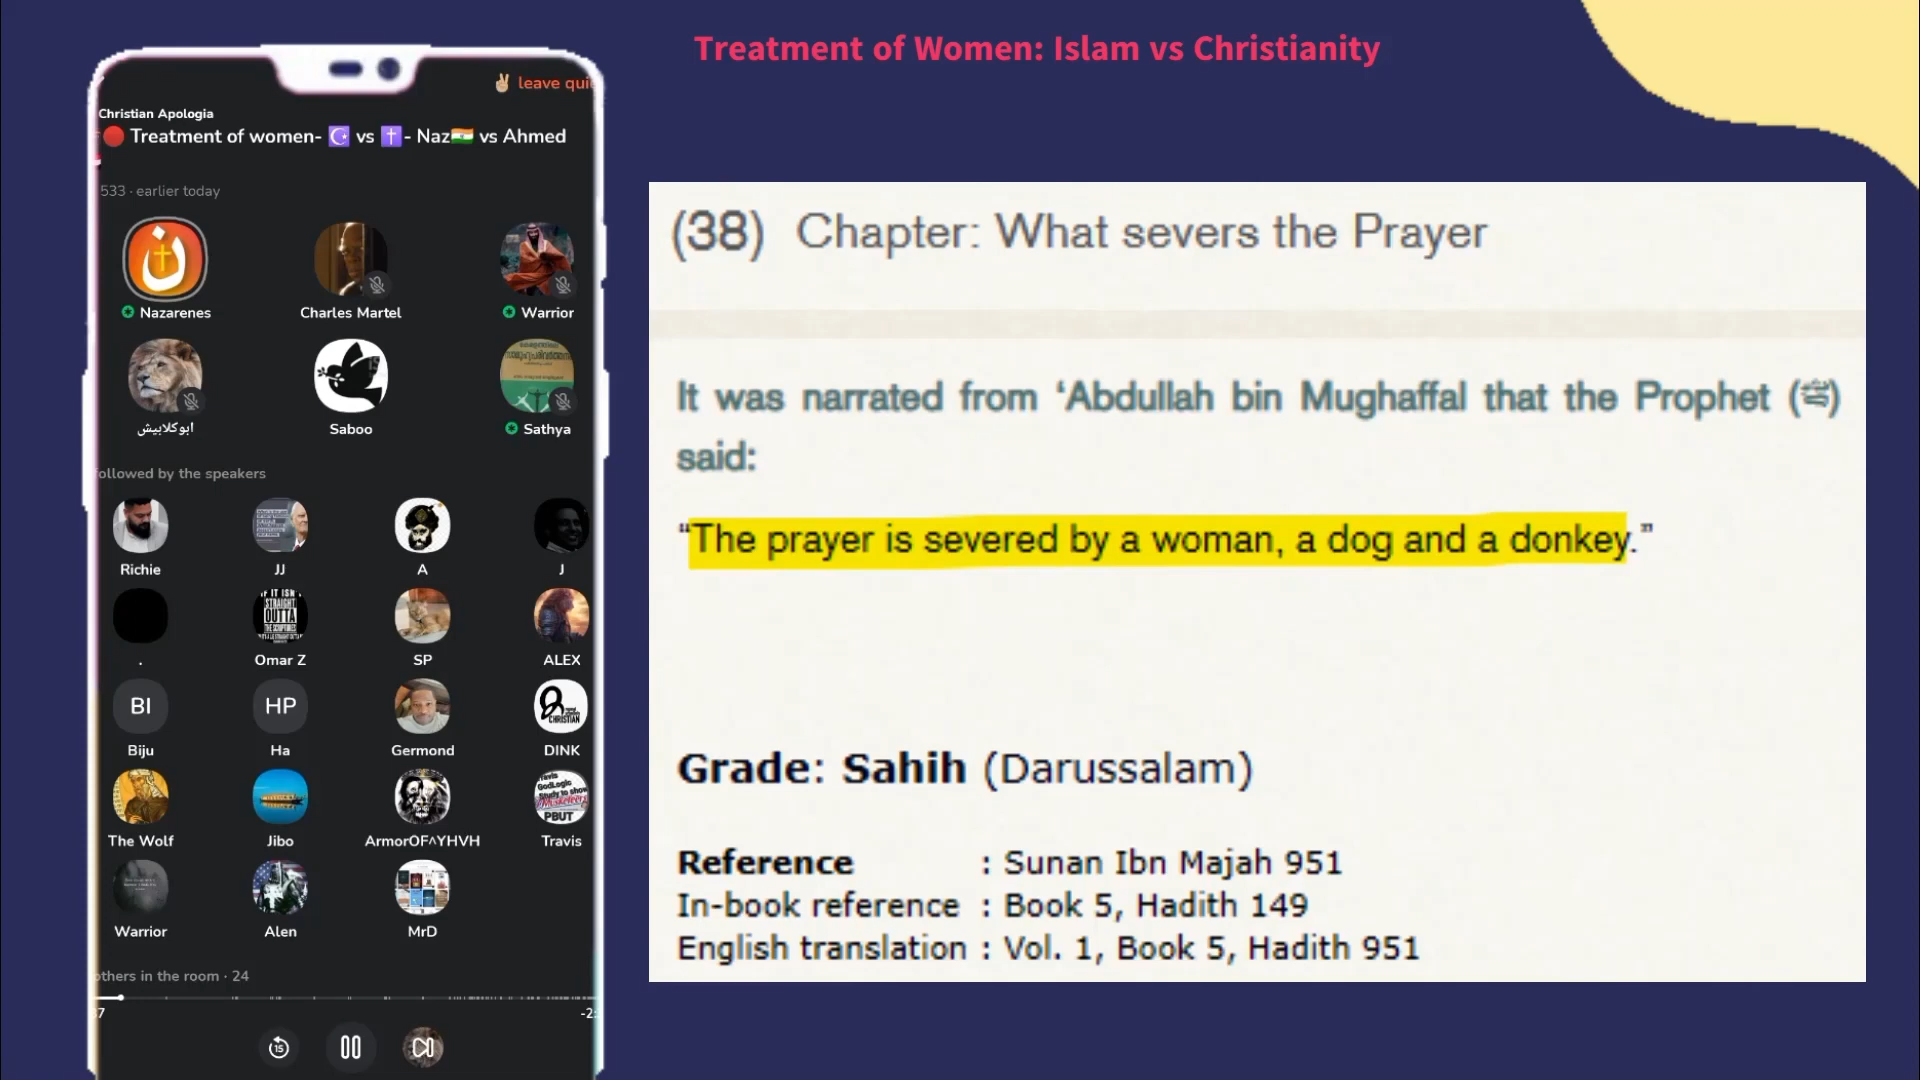 Treatment of Women: Islam vs Christianity
leave qui
Christian Apologia
Treatment of women- ☪ vs ✝- Naz🇮🇳 vs Ahmed
533 · earlier today
Nazarenes
Charles Martel
Warrior
ابوكلابيش
Saboo
Sathya
followed by the speakers
Richie
JJ
A
J
.
Omar Z
SP
ALEX
BI
HP
Biju
Ha
Germond
DINK
The Wolf
Jibo
ArmorOF^YHVH
Travis
Warrior
Alen
MrD
others in the room · 24
37
-2:
15
(38) Chapter: What severs the Prayer
It was narrated from ‘Abdullah bin Mughaffal that the Prophet (ﷺ)
said:
“The prayer is severed by a woman, a dog and a donkey.”
Grade: Sahih (Darussalam)
Reference : Sunan Ibn Majah 951
In-book reference : Book 5, Hadith 149
English translation : Vol. 1, Book 5, Hadith 951